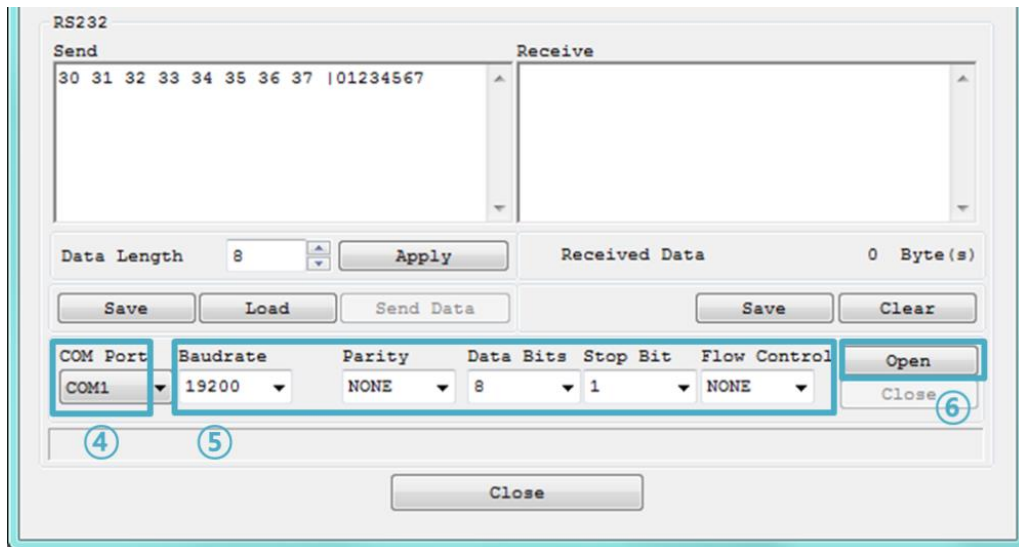 RS232
Send Receive
30 31 32 33 34 35 36 37 |01234567
Data Length 8 Apply Received Data 0 Byte(s)
Save Load Send Data Save Clear
COM Port Baudrate Parity Data Bits Stop Bit Flow Control Open
COM1 19200 NONE 8 1 NONE Close
④ ⑤ ⑥
Close